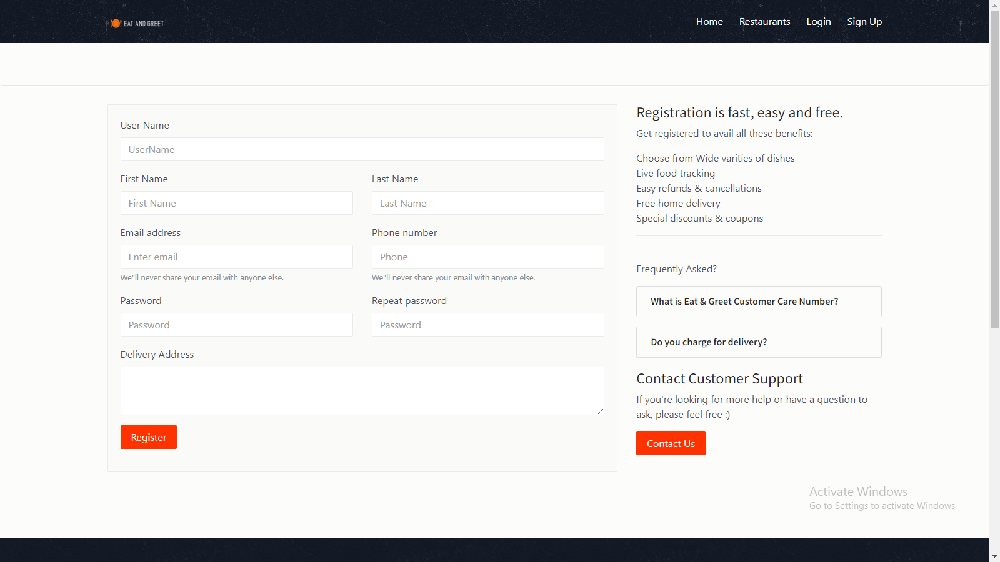 EAT AND GREET
Home Restaurants Login Sign Up
User Name
UserName
First Name Last Name
First Name Last Name
Email address Phone number
Enter email Phone
We"ll never share your email with anyone else. We"ll never share your email with anyone else.
Password Repeat password
Password Password
Delivery Address
Register
Registration is fast, easy and free.
Get registered to avail all these benefits:
Choose from Wide varities of dishes
Live food tracking
Easy refunds & cancellations
Free home delivery
Special discounts & coupons
Frequently Asked?
What is Eat & Greet Customer Care Number?
Do you charge for delivery?
Contact Customer Support
If you're looking for more help or have a question to
ask, please feel free :)
Contact Us
Activate Windows
Go to Settings to activate Windows.